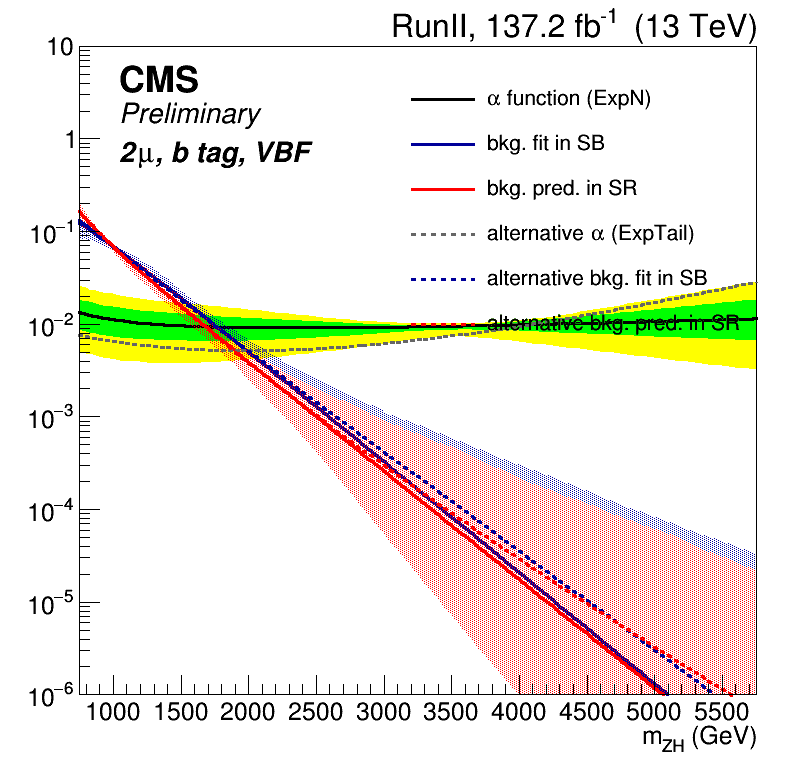 RunII, 137.2 fb⁻¹ (13 TeV)
10
CMS
Preliminary
2μ, b tag, VBF
α function (ExpN)
bkg. fit in SB
bkg. pred. in SR
alternative α (ExpTail)
alternative bkg. fit in SB
alternative bkg. pred. in SR
1
10⁻¹
10⁻²
10⁻³
10⁻⁴
10⁻⁵
10⁻⁶
1000 1500 2000 2500 3000 3500 4000 4500 5000 5500
m_ZH (GeV)